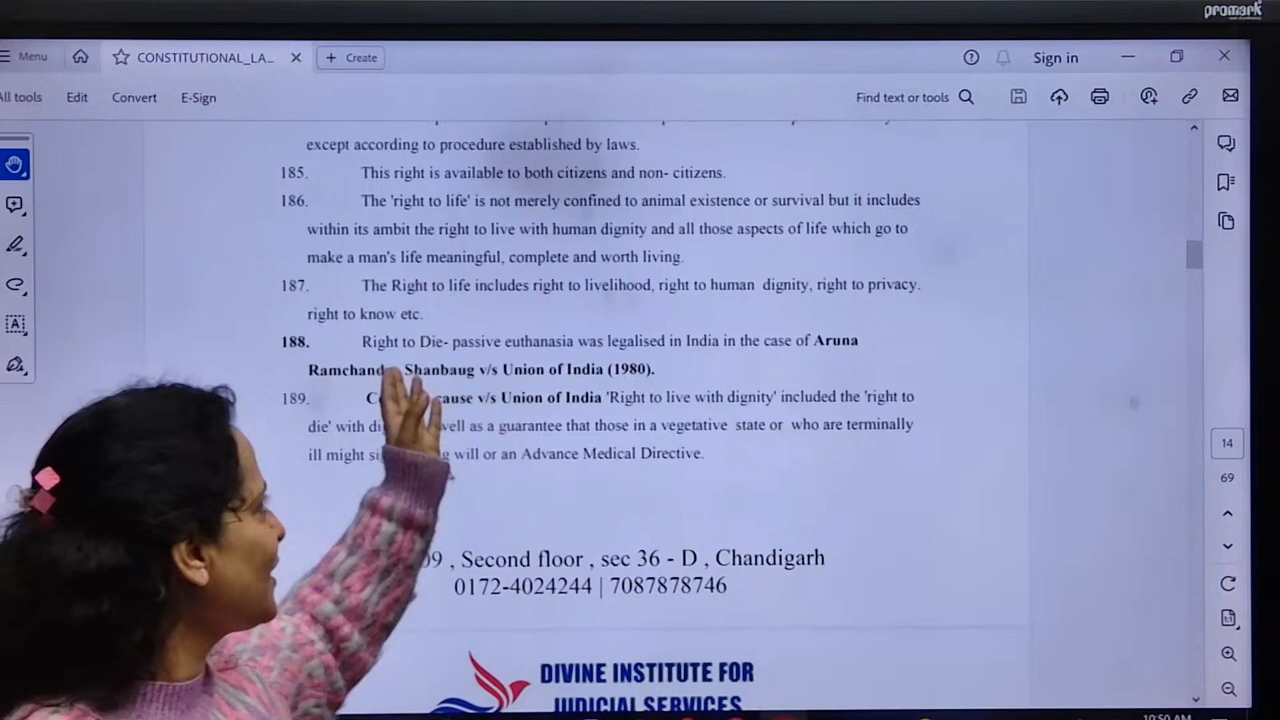 promark
Menu
CONSTITUTIONAL_LA...
+ Create
Sign in
All tools Edit Convert E-Sign
Find text or tools
except according to procedure established by laws.
185. This right is available to both citizens and non- citizens.
186. The 'right to life' is not merely confined to animal existence or survival but it includes
within its ambit the right to live with human dignity and all those aspects of life which go to
make a man's life meaningful, complete and worth living.
187. The Right to life includes right to livelihood, right to human dignity, right to privacy.
right to know etc.
188. Right to Die- passive euthanasia was legalised in India in the case of Aruna
Shanbaug v/s Union of India (1980).
189. v/s Union of India 'Right to live with dignity' included the 'right to
die' with as a guarantee that those in a vegetative state or who are terminally
ill might will or an Advance Medical Directive.
14
69
, Second floor , sec 36 - D , Chandigarh
0172-4024244 | 7087878746
DIVINE INSTITUTE FOR
JUDICIAL SERVICES
10:50 AM